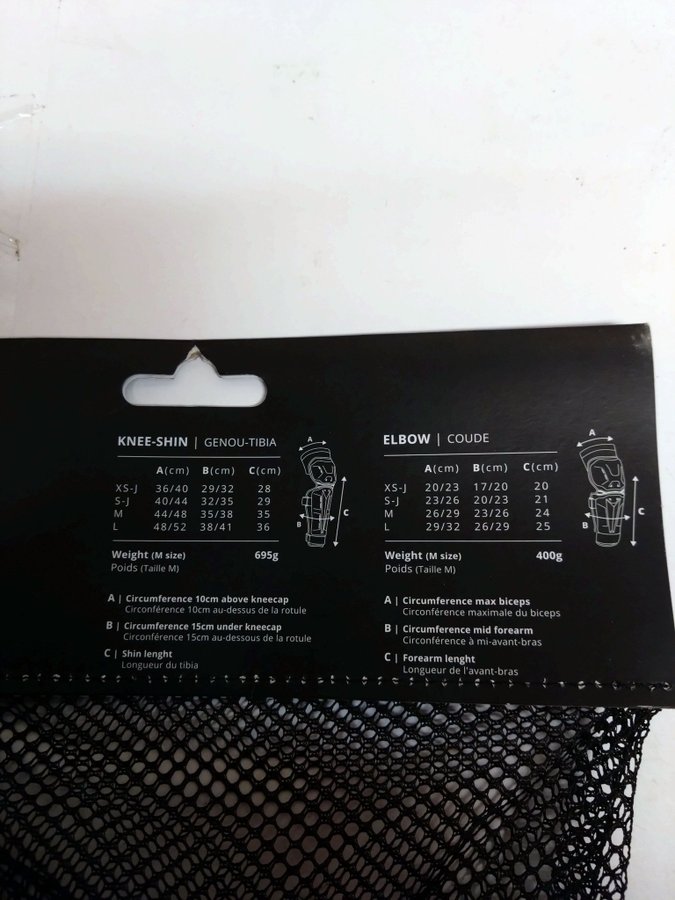 KNEE-SHIN | GENOU-TIBIA
A(cm) B(cm) C(cm)
XS-J 36/40 29/32 28
S-J 40/44 32/35 29
M 44/48 35/38 35
L 48/52 38/41 36
Weight (M size) 695g
Poids (Taille M)
A | Circumference 10cm above kneecap
Circonférence 10cm au-dessus de la rotule
B | Circumference 15cm under kneecap
Circonférence 15cm au-dessous de la rotule
C | Shin lenght
Longueur du tibia
A
B
C
ELBOW | COUDE
A(cm) B(cm) C(cm)
XS-J 20/23 17/20 20
S-J 23/26 20/23 21
M 26/29 23/26 24
L 29/32 26/29 25
Weight (M size) 400g
Poids (Taille M)
A | Circumference max biceps
Circonférence maximale du biceps
B | Circumference mid forearm
Circonférence à mi-avant-bras
C | Forearm lenght
Longueur de l'avant-bras
A
B
C